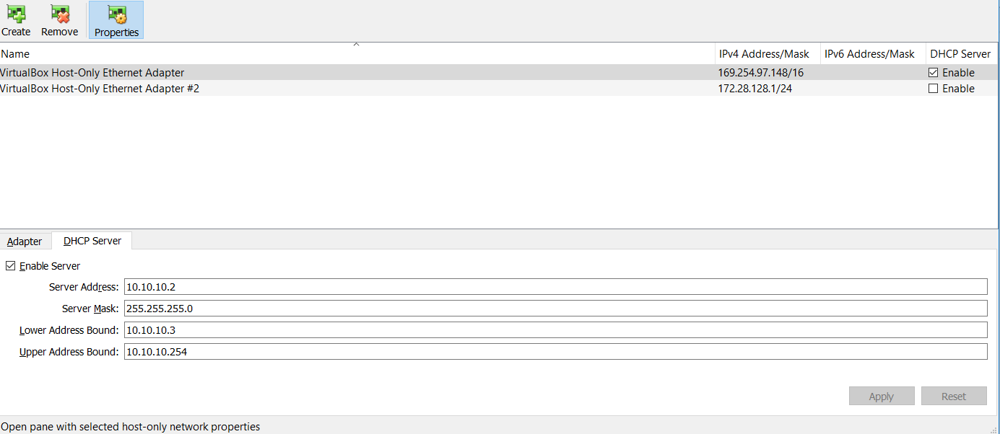 Create Remove Properties
Name IPv4 Address/Mask IPv6 Address/Mask DHCP Server
VirtualBox Host-Only Ethernet Adapter 169.254.97.148/16 Enable
VirtualBox Host-Only Ethernet Adapter #2 172.28.128.1/24 Enable
Adapter DHCP Server
Enable Server
Server Address: 10.10.10.2
Server Mask: 255.255.255.0
Lower Address Bound: 10.10.10.3
Upper Address Bound: 10.10.10.254
Apply Reset
Open pane with selected host-only network properties